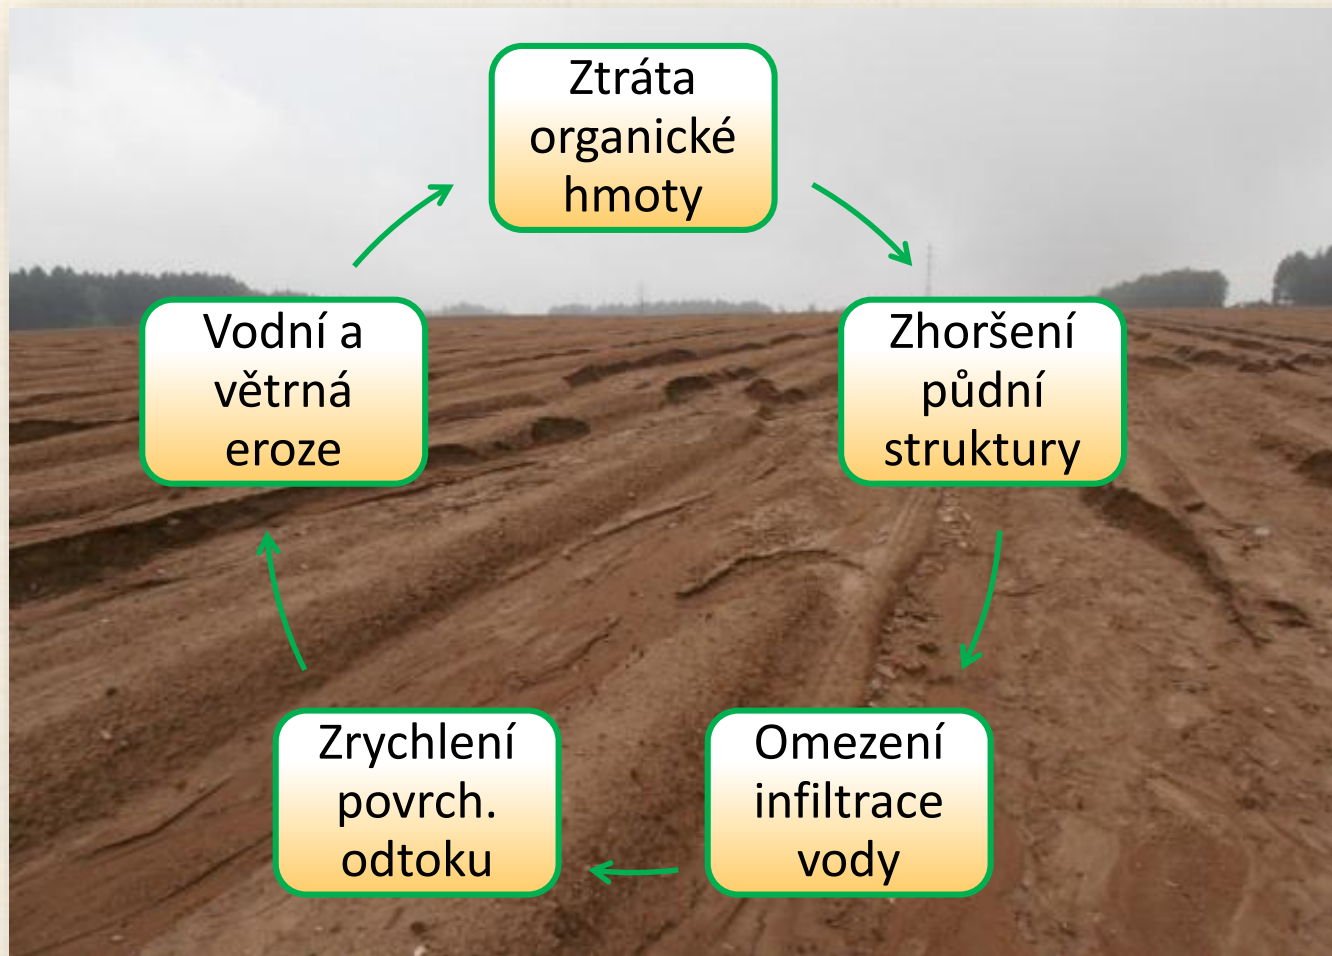 Ztráta
organické
hmoty
Zhoršení
půdní
struktury
Omezení
infiltrace
vody
Zrychlení
povrch.
odtoku
Vodní a
větrná
eroze